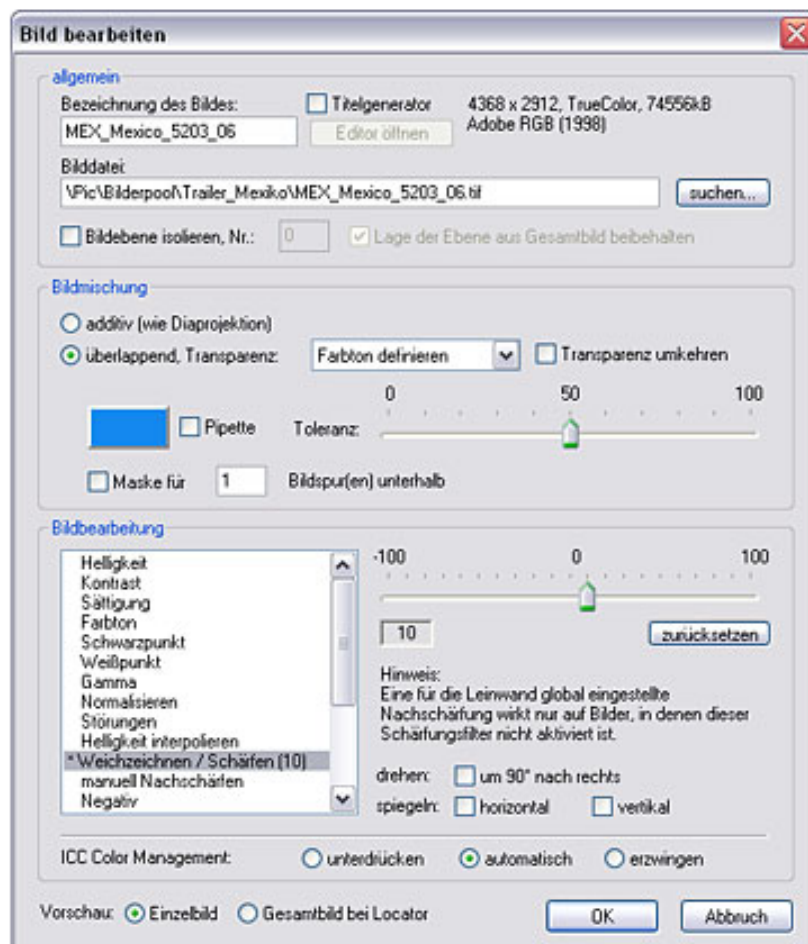 Bild bearbeiten
allgemein
Bezeichnung des Bildes:
Titelgenerator
4368 x 2912, TrueColor, 74556kB
MEX_Mexico_5203_06
Editor öffnen
Adobe RGB (1998)
Bilddatei:
\Pic\Bilderpool\Trailer_Mexiko\MEX_Mexico_5203_06.tif
suchen...
Bildebene isolieren, Nr.:
0
Lage der Ebene aus Gesamtbild beibehalten
Bildmischung
additiv (wie Diaprojektion)
überlappend, Transparenz:
Farbton definieren
Transparenz umkehren
0 50 100
Pipette
Toleranz:
Maske für
1
Bildspur(en) unterhalb
Bildbearbeitung
Helligkeit
Kontrast
Sättigung
Farbton
Schwarzpunkt
Weißpunkt
Gamma
Normalisieren
Störungen
Helligkeit interpolieren
* Weichzeichnen / Schärfen (10)
manuell Nachschärfen
Negativ
-100 0 100
10
zurücksetzen
Hinweis:
Eine für die Leinwand global eingestellte
Nachschärfung wirkt nur auf Bilder, in denen dieser
Schärfungsfilter nicht aktiviert ist.
drehen:
um 90° nach rechts
spiegeln:
horizontal
vertikal
ICC Color Management:
unterdrücken
automatisch
erzwingen
Vorschau:
Einzelbild
Gesamtbild bei Locator
OK
Abbruch